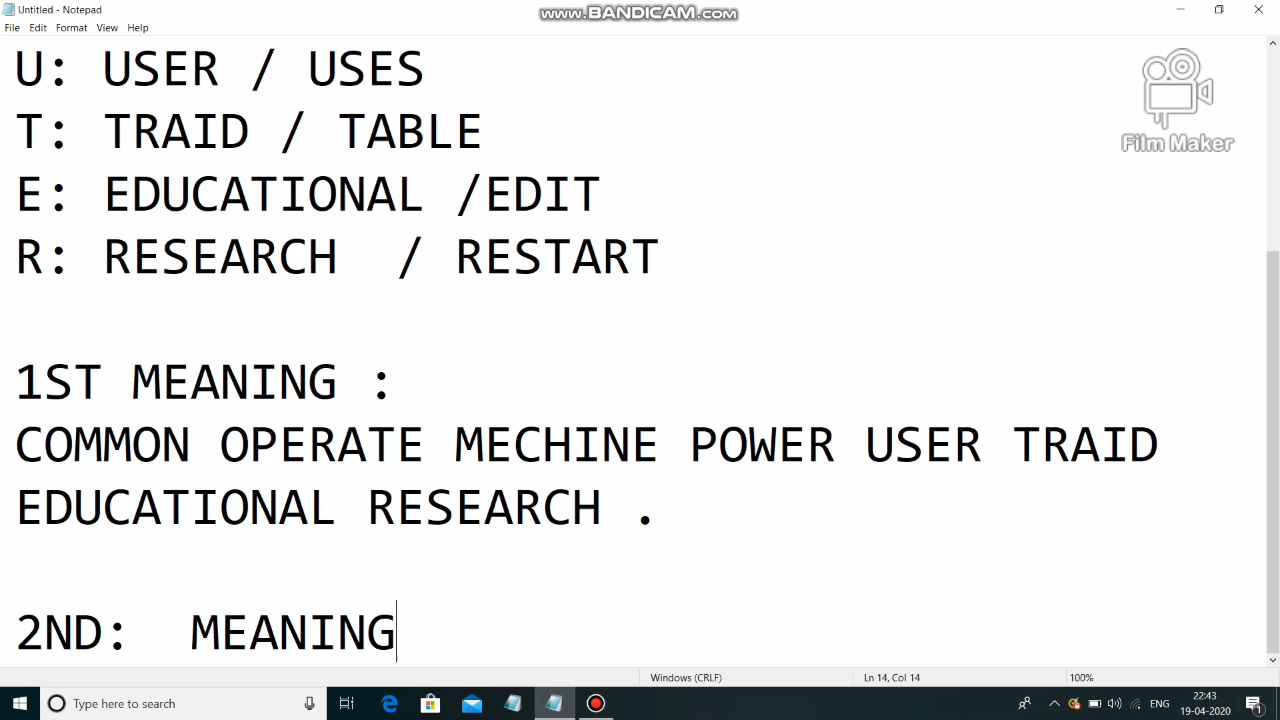 Untitled - Notepad
www.BANDICAM.com
File Edit Format View Help
U: USER / USES
T: TRAID / TABLE
E: EDUCATIONAL /EDIT
R: RESEARCH  / RESTART
Film Maker
1ST MEANING :
COMMON OPERATE MECHINE POWER USER TRAID
EDUCATIONAL RESEARCH .
2ND:  MEANING
Windows (CRLF) Ln 14, Col 14 100%
Type here to search
ENG
22:43
19-04-2020
1